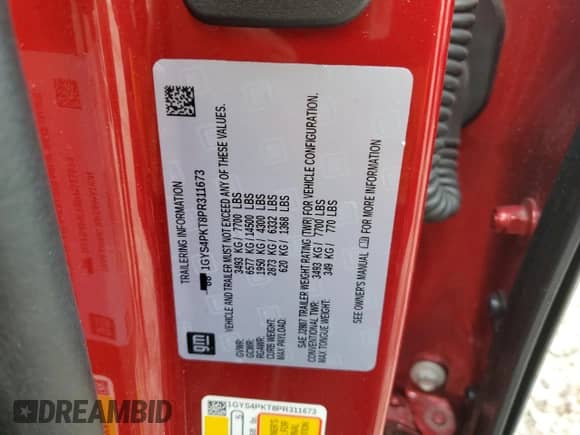 TRAILERING INFORMATION
1GYS4PKT8PR311673
VEHICLE AND TRAILER MUST NOT EXCEED ANY OF THESE VALUES.
GVWR: 3493 KG / 7700 LBS
GCWR: 6577 KG / 14500 LBS
RGAWR: 1950 KG / 4300 LBS
CURB WEIGHT: 2873 KG / 6332 LBS
MAX PAYLOAD: 620 KG / 1368 LBS
SAE J2807 TRAILER WEIGHT RATING (TWR) FOR VEHICLE CONFIGURATION.
CONVENTIONAL TWR: 3493 KG / 7700 LBS
MAX TONGUE WEIGHT: 349 KG / 770 LBS
SEE OWNER'S MANUAL FOR MORE INFORMATION
gm
1GYS4PKT8PR311673
DREAMBID